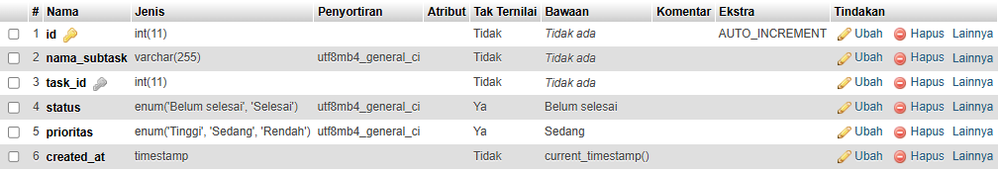 # Nama Jenis Penyortiran Atribut Tak Ternilai Bawaan Komentar Ekstra Tindakan
1 id int(11) Tidak Tidak ada AUTO_INCREMENT Ubah Hapus Lainnya
2 nama_subtask varchar(255) utf8mb4_general_ci Tidak Tidak ada Ubah Hapus Lainnya
3 task_id int(11) Tidak Tidak ada Ubah Hapus Lainnya
4 status enum('Belum selesai', 'Selesai') utf8mb4_general_ci Ya Belum selesai Ubah Hapus Lainnya
5 prioritas enum('Tinggi', 'Sedang', 'Rendah') utf8mb4_general_ci Ya Sedang Ubah Hapus Lainnya
6 created_at timestamp Tidak current_timestamp() Ubah Hapus Lainnya